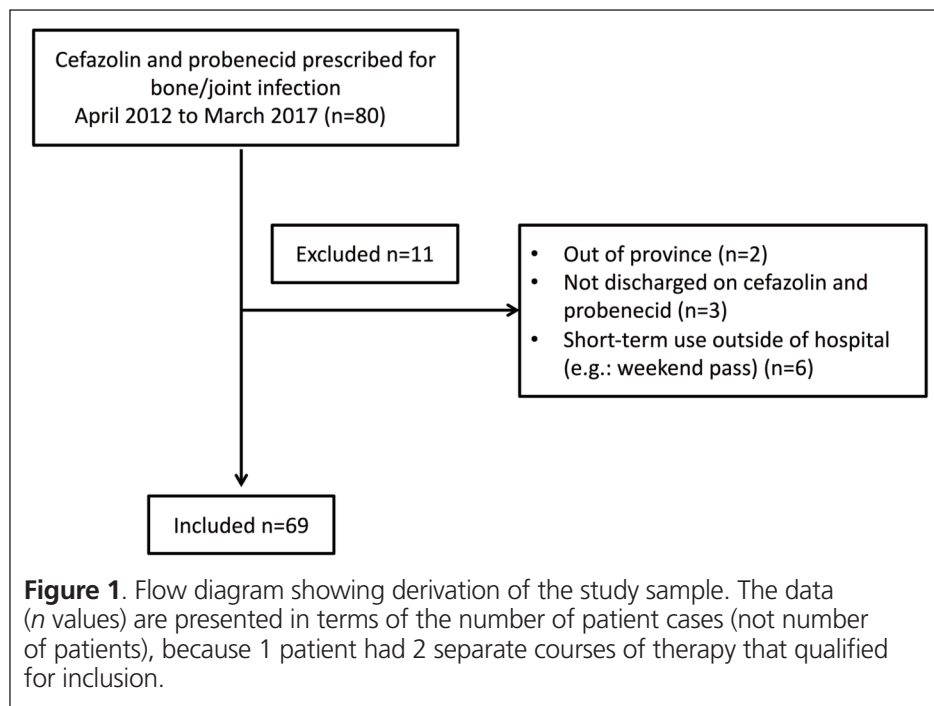 Cefazolin and probenecid prescribed for
bone/joint infection
April 2012 to March 2017 (n=80)
Excluded n=11
• Out of province (n=2)
• Not discharged on cefazolin and
probenecid (n=3)
• Short-term use outside of hospital
(e.g.: weekend pass) (n=6)
Included n=69
Figure 1. Flow diagram showing derivation of the study sample. The data
(n values) are presented in terms of the number of patient cases (not number
of patients), because 1 patient had 2 separate courses of therapy that qualified
for inclusion.